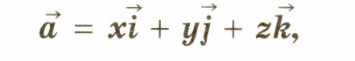 a⃗ = xi⃗ + yj⃗ + zk⃗,